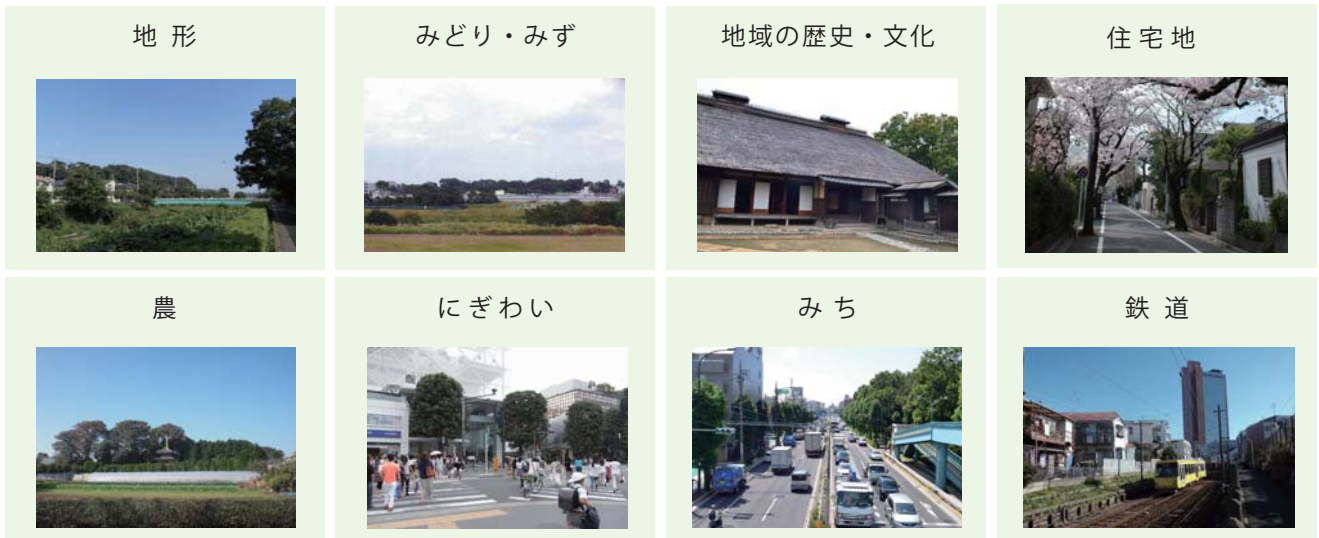 地形
みどり・みず
地域の歴史・文化
住宅地
農
にぎわい
みち
鉄道